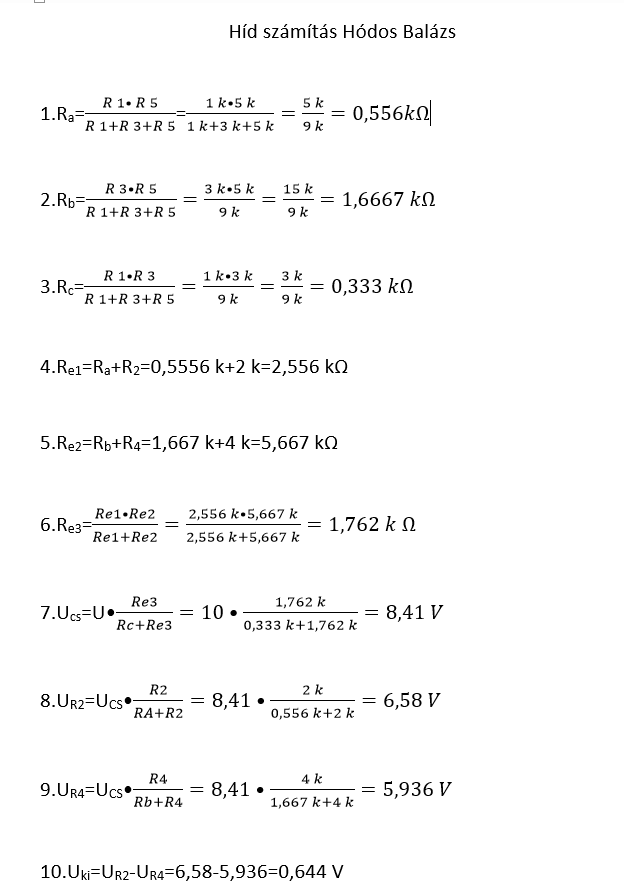 Híd számítás Hódos Balázs
1.Ra=R 1•R 5/R 1+R 3+R 5=1 k•5 k/1 k+3 k+5 k = 5 k/9 k = 0,556kΩ
2.Rb=R 3•R 5/R 1+R 3+R 5 = 3 k•5 k/9 k = 15 k/9 k = 1,6667 kΩ
3.Rc=R 1•R 3/R 1+R 3+R 5 = 1 k•3 k/9 k = 3 k/9 k = 0,333 kΩ
4.Re1=Ra+R2=0,5556 k+2 k=2,556 kΩ
5.Re2=Rb+R4=1,667 k+4 k=5,667 kΩ
6.Re3=Re1•Re2/Re1+Re2 = 2,556 k•5,667 k/2,556 k+5,667 k = 1,762 k Ω
7.Ucs=U•Re3/Rc+Re3 = 10 • 1,762 k/0,333 k+1,762 k = 8,41 V
8.UR2=UCS•R2/RA+R2 = 8,41 • 2 k/0,556 k+2 k = 6,58 V
9.UR4=UCS•R4/Rb+R4 = 8,41 • 4 k/1,667 k+4 k = 5,936 V
10.Uki=UR2-UR4=6,58-5,936=0,644 V